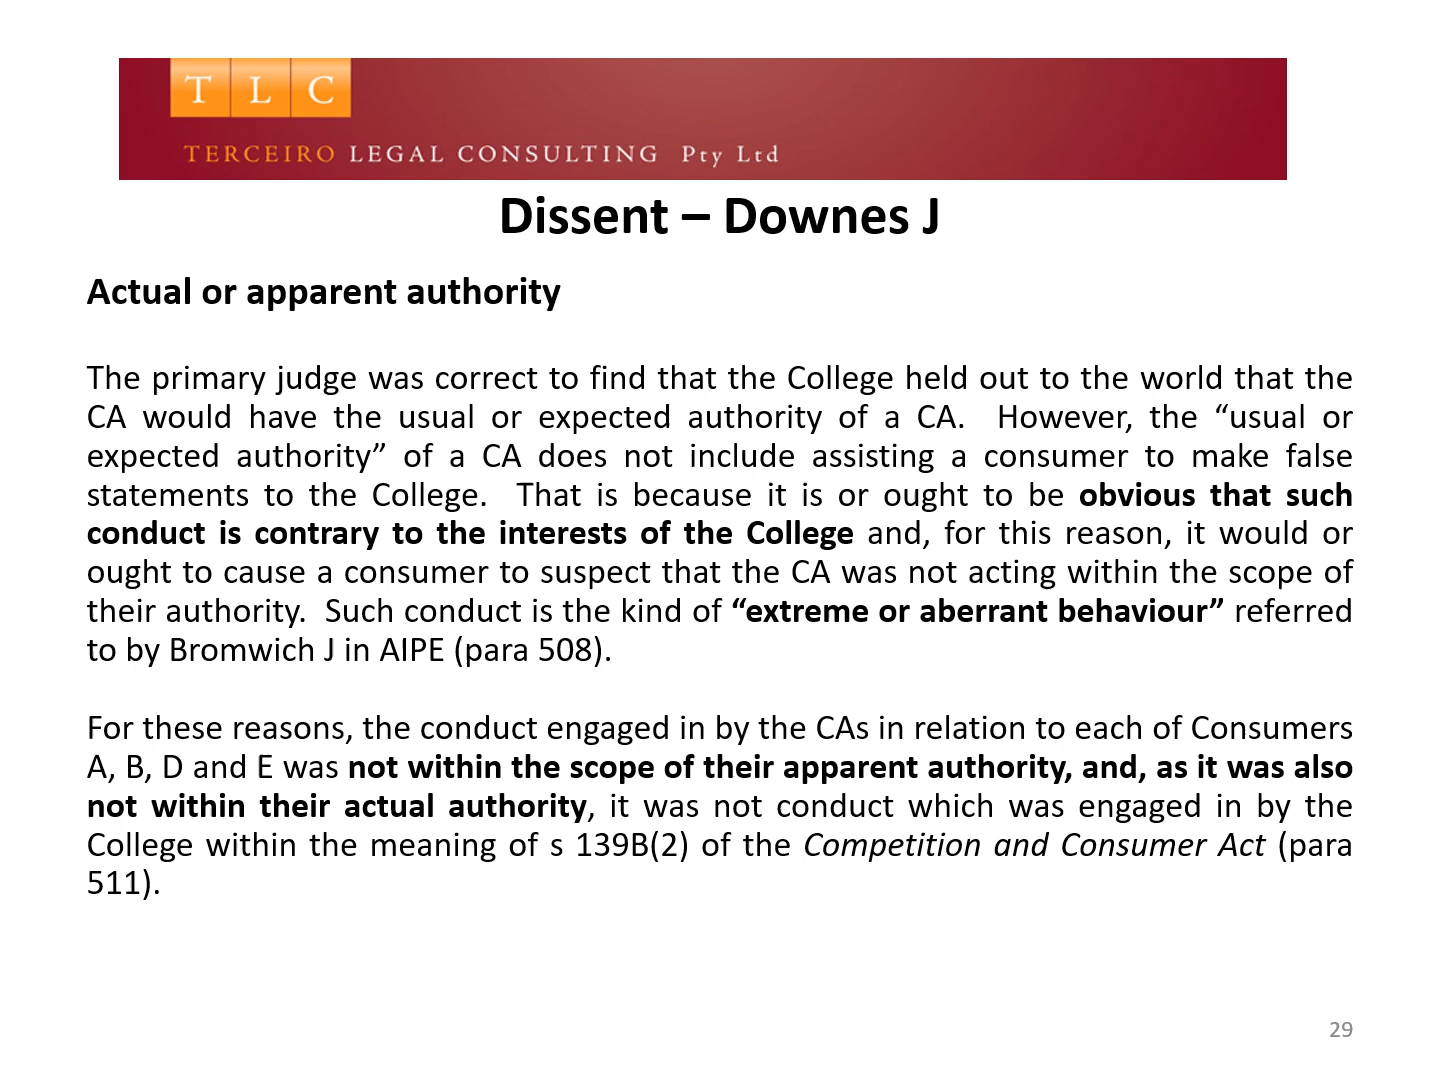 T L C
TERCEIRO LEGAL CONSULTING Pty Ltd
Dissent – Downes J
Actual or apparent authority
The primary judge was correct to find that the College held out to the world that the
CA would have the usual or expected authority of a CA. However, the “usual or
expected authority” of a CA does not include assisting a consumer to make false
statements to the College. That is because it is or ought to be obvious that such
conduct is contrary to the interests of the College and, for this reason, it would or
ought to cause a consumer to suspect that the CA was not acting within the scope of
their authority. Such conduct is the kind of “extreme or aberrant behaviour” referred
to by Bromwich J in AIPE (para 508).
For these reasons, the conduct engaged in by the CAs in relation to each of Consumers
A, B, D and E was not within the scope of their apparent authority, and, as it was also
not within their actual authority, it was not conduct which was engaged in by the
College within the meaning of s 139B(2) of the Competition and Consumer Act (para
511).
29